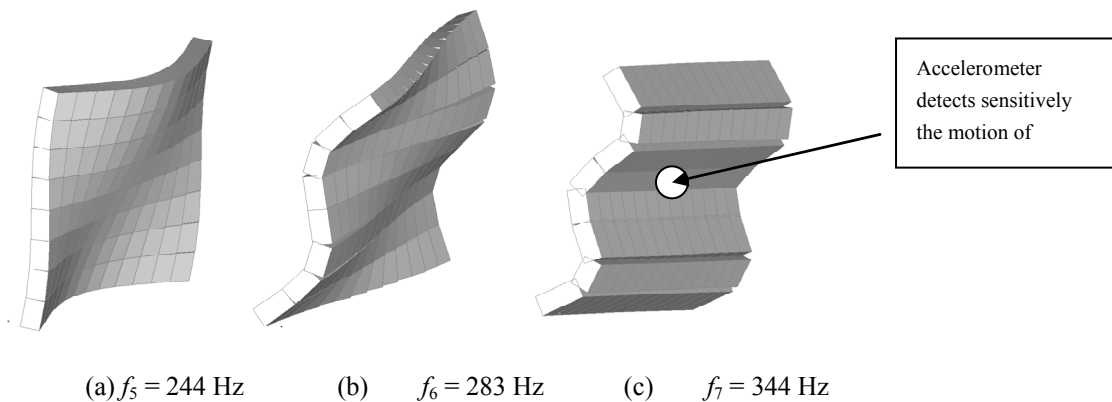 Accelerometer
detects sensitively
the motion of
(a) f5 = 244 Hz (b) f6 = 283 Hz (c) f7 = 344 Hz